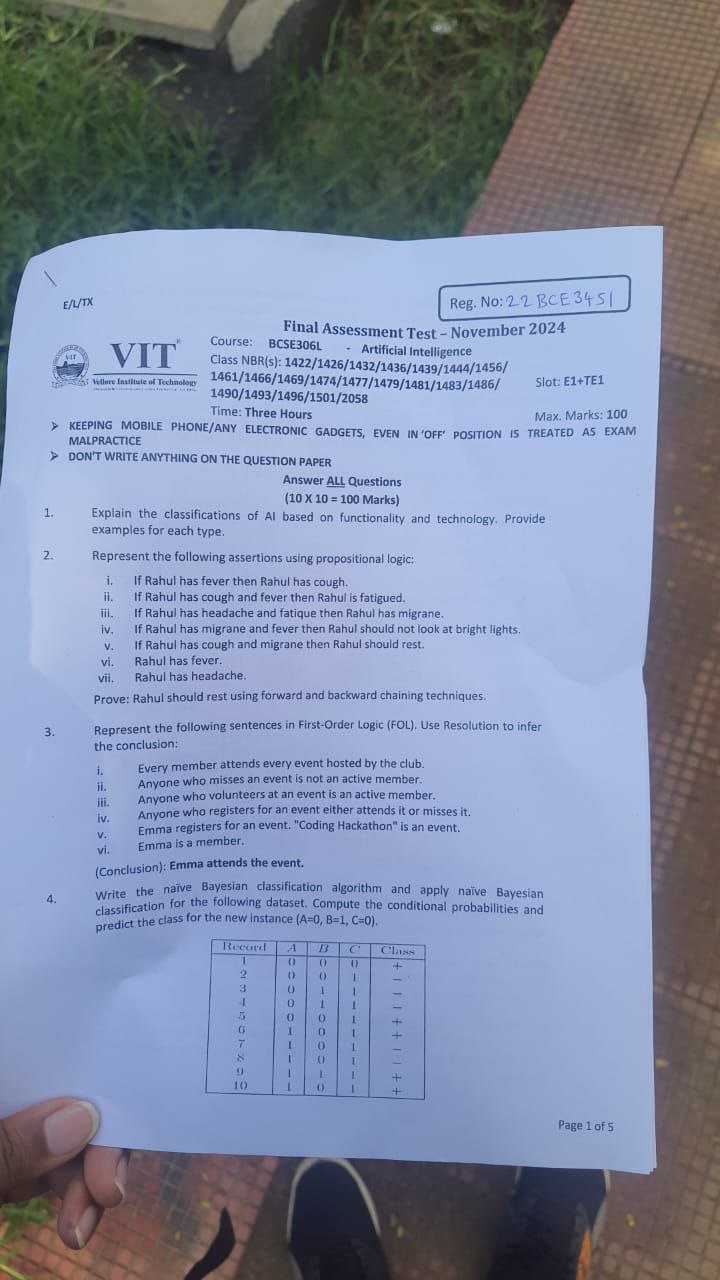 E/L/TX
Reg. No: 22BCE3451
Final Assessment Test – November 2024
VIT
Vellore Institute of Technology
Course: BCSE306L - Artificial Intelligence
Class NBR(s): 1422/1426/1432/1436/1439/1444/1456/
1461/1466/1469/1474/1477/1479/1481/1483/1486/
1490/1493/1496/1501/2058
Slot: E1+TE1
Time: Three Hours
Max. Marks: 100
➤ KEEPING MOBILE PHONE/ANY ELECTRONIC GADGETS, EVEN IN 'OFF' POSITION IS TREATED AS EXAM
MALPRACTICE
➤ DON'T WRITE ANYTHING ON THE QUESTION PAPER
Answer ALL Questions
(10 X 10 = 100 Marks)
1. Explain the classifications of AI based on functionality and technology. Provide
examples for each type.
2. Represent the following assertions using propositional logic:
i. If Rahul has fever then Rahul has cough.
ii. If Rahul has cough and fever then Rahul is fatigued.
iii. If Rahul has headache and fatique then Rahul has migrane.
iv. If Rahul has migrane and fever then Rahul should not look at bright lights.
v. If Rahul has cough and migrane then Rahul should rest.
vi. Rahul has fever.
vii. Rahul has headache.
Prove: Rahul should rest using forward and backward chaining techniques.
3. Represent the following sentences in First-Order Logic (FOL). Use Resolution to infer
the conclusion:
i. Every member attends every event hosted by the club.
ii. Anyone who misses an event is not an active member.
iii. Anyone who volunteers at an event is an active member.
iv. Anyone who registers for an event either attends it or misses it.
v. Emma registers for an event. "Coding Hackathon" is an event.
vi. Emma is a member.
(Conclusion): Emma attends the event.
4. Write the naïve Bayesian classification algorithm and apply naïve Bayesian
classification for the following dataset. Compute the conditional probabilities and
predict the class for the new instance (A=0, B=1, C=0).
Record A B C Class
1 0 0 0 +
2 0 0 1 −
3 0 1 1 −
4 0 1 1 −
5 0 0 1 +
6 1 0 1 +
7 1 0 1 −
8 1 0 1 −
9 1 1 1 +
10 1 0 1 +
Page 1 of 5